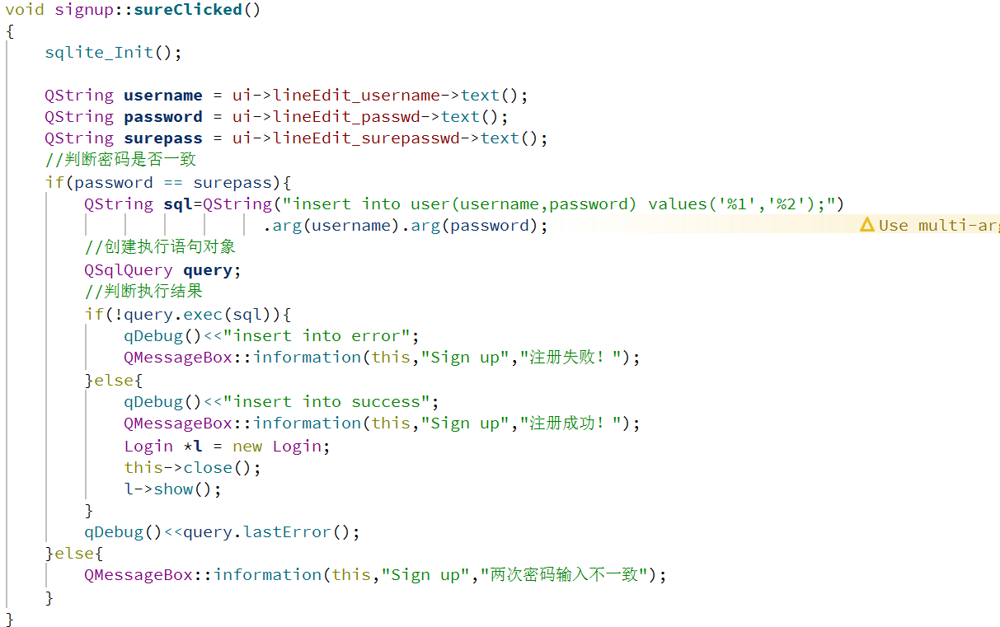 void signup::sureClicked()
{
sqlite_Init();
QString username = ui->lineEdit_username->text();
QString password = ui->lineEdit_passwd->text();
QString surepass = ui->lineEdit_surepasswd->text();
//判断密码是否一致
if(password == surepass){
QString sql=QString("insert into user(username,password) values('%1','%2');")
.arg(username).arg(password); Use multi-arg
//创建执行语句对象
QSqlQuery query;
//判断执行结果
if(!query.exec(sql)){
qDebug()<<"insert into error";
QMessageBox::information(this,"Sign up","注册失败！");
}else{
qDebug()<<"insert into success";
QMessageBox::information(this,"Sign up","注册成功！");
Login *l = new Login;
this->close();
l->show();
}
qDebug()<<query.lastError();
}else{
QMessageBox::information(this,"Sign up","两次密码输入不一致");
}
}